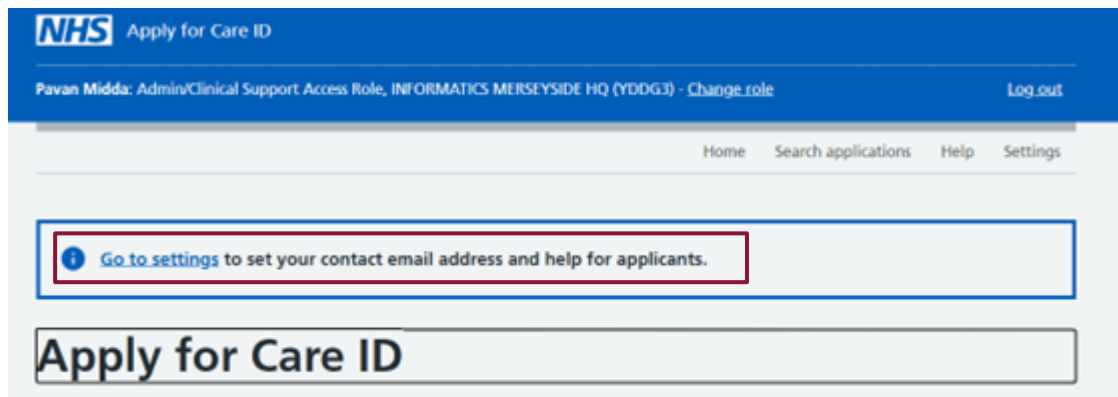 NHS Apply for Care ID
Pavan Midda: Admin/Clinical Support Access Role, INFORMATICS MERSEYSIDE HQ (YDDG3) - Change role Log out
Home Search applications Help Settings
Go to settings to set your contact email address and help for applicants.
Apply for Care ID